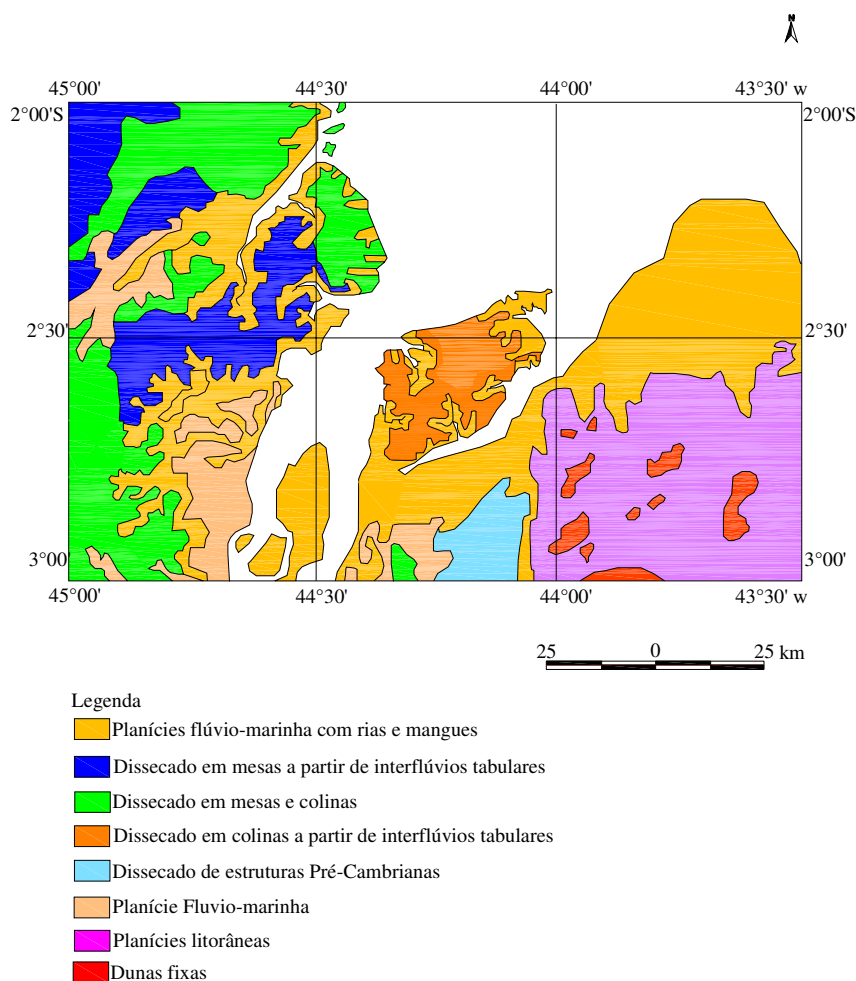 N
45°00' 44°30' 44°00' 43°30' w
2°00'S 2°00'S
2°30' 2°30'
3°00' 3°00'
45°00' 44°30' 44°00' 43°30' w
25 0 25 km
Legenda
Planícies flúvio-marinha com rias e mangues
Dissecado em mesas a partir de interflúvios tabulares
Dissecado em mesas e colinas
Dissecado em colinas a partir de interflúvios tabulares
Dissecado de estruturas Pré-Cambrianas
Planície Fluvio-marinha
Planícies litorâneas
Dunas fixas